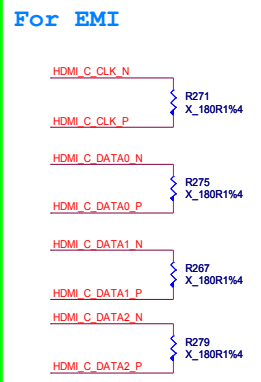 For EMI
HDMI_C_CLK_N
R271
X_180R1%4
HDMI_C_CLK_P
HDMI_C_DATA0_N
R275
X_180R1%4
HDMI_C_DATA0_P
HDMI_C_DATA1_N
R267
X_180R1%4
HDMI_C_DATA1_P
HDMI_C_DATA2_N
R279
X_180R1%4
HDMI_C_DATA2_P